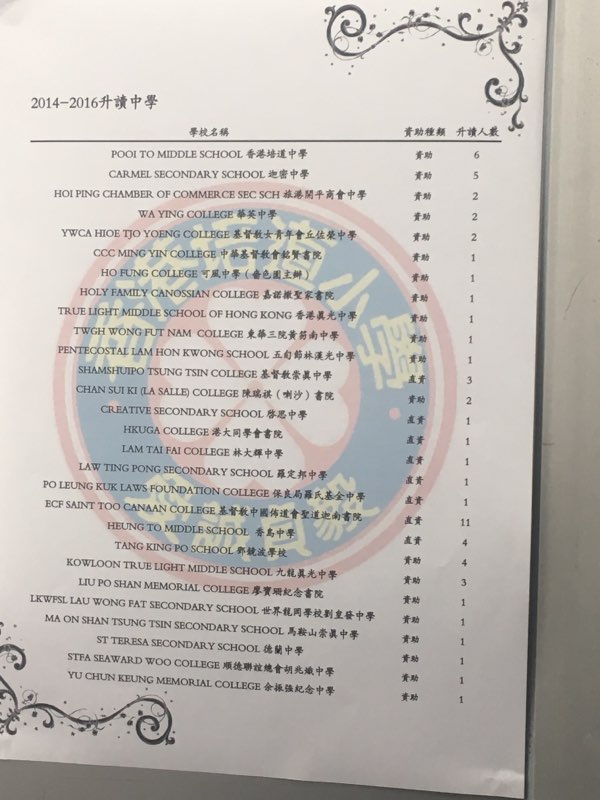 2014-2016升讀中學
學校名稱 資助種類 升讀人數
POOI TO MIDDLE SCHOOL 香港培道中學 資助 6
CARMEL SECONDARY SCHOOL 迦密中學 資助 5
HOI PING CHAMBER OF COMMERCE SEC SCH 旅港開平商會中學 資助 2
WA YING COLLEGE 華英中學 資助 2
YWCA HIOE TJO YOENG COLLEGE 基督教女青年會丘佐榮中學 資助 2
CCC MING YIN COLLEGE 中華基督教會銘賢書院 資助 1
HO FUNG COLLEGE 可風中學（嗇色園主辦） 資助 1
HOLY FAMILY CANOSSIAN COLLEGE 嘉諾撒聖家書院 資助 1
TRUE LIGHT MIDDLE SCHOOL OF HONG KONG 香港眞光中學 資助 1
TWGH WONG FUT NAM COLLEGE 東華三院黃笏南中學 資助 1
PENTECOSTAL LAM HON KWONG SCHOOL 五旬節林漢光中學 資助 1
SHAMSHUIPO TSUNG TSIN COLLEGE 基督教崇眞中學 直資 3
CHAN SUI KI (LA SALLE) COLLEGE 陳瑞祺（喇沙）書院 資助 2
CREATIVE SECONDARY SCHOOL 啓思中學 直資 1
HKUGA COLLEGE 港大同學會書院 直資 1
LAM TAI FAI COLLEGE 林大輝中學 直資 1
LAW TING PONG SECONDARY SCHOOL 羅定邦中學 直資 1
PO LEUNG KUK LAWS FOUNDATION COLLEGE 保良局羅氏基金中學 直資 1
ECF SAINT TOO CANAAN COLLEGE 基督教中國佈道會聖道迦南書院 直資 11
HEUNG TO MIDDLE SCHOOL 香島中學 直資 4
TANG KING PO SCHOOL 鄧鏡波學校 資助 4
KOWLOON TRUE LIGHT MIDDLE SCHOOL 九龍眞光中學 資助 3
LIU PO SHAN MEMORIAL COLLEGE 廖寶珊紀念書院 資助 1
LKWFSL LAU WONG FAT SECONDARY SCHOOL 世界龍岡學校劉皇發中學 資助 1
MA ON SHAN TSUNG TSIN SECONDARY SCHOOL 馬鞍山崇眞中學 資助 1
ST TERESA SECONDARY SCHOOL 德蘭中學 資助 1
STFA SEAWARD WOO COLLEGE 順德聯誼總會胡兆熾中學 資助 1
YU CHUN KEUNG MEMORIAL COLLEGE 余振強紀念中學 資助 1